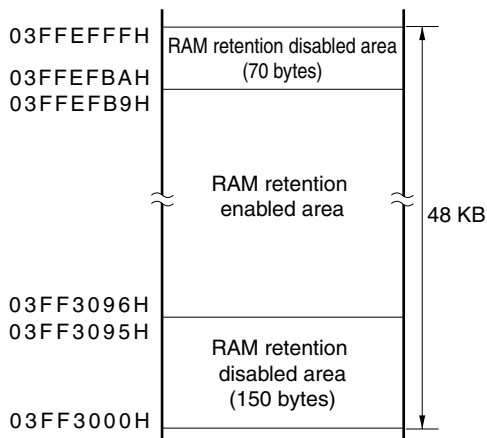 03FFEFFFH
RAM retention disabled area
(70 bytes)
03FFEFBAH
03FFEFB9H
RAM retention
enabled area
48 KB
03FF3096H
03FF3095H
RAM retention
disabled area
(150 bytes)
03FF3000H